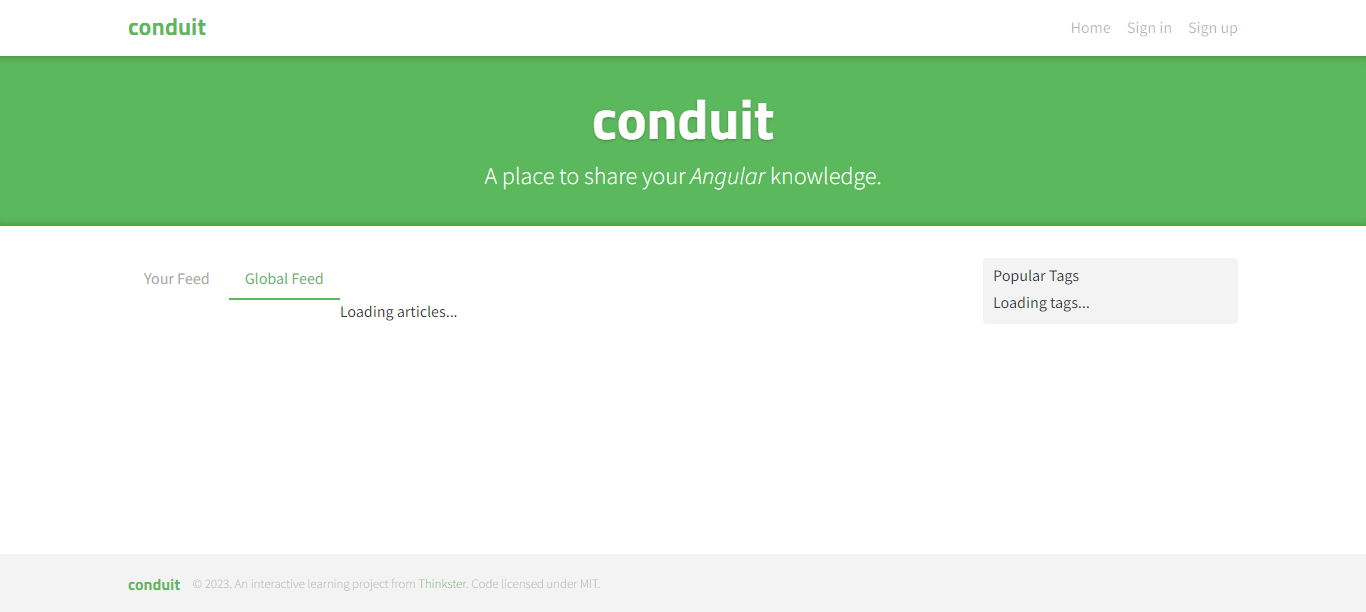 conduit
Home Sign in Sign up
conduit
A place to share your Angular knowledge.
Your Feed Global Feed
Loading articles...
Popular Tags
Loading tags...
conduit © 2023. An interactive learning project from Thinkster. Code licensed under MIT.